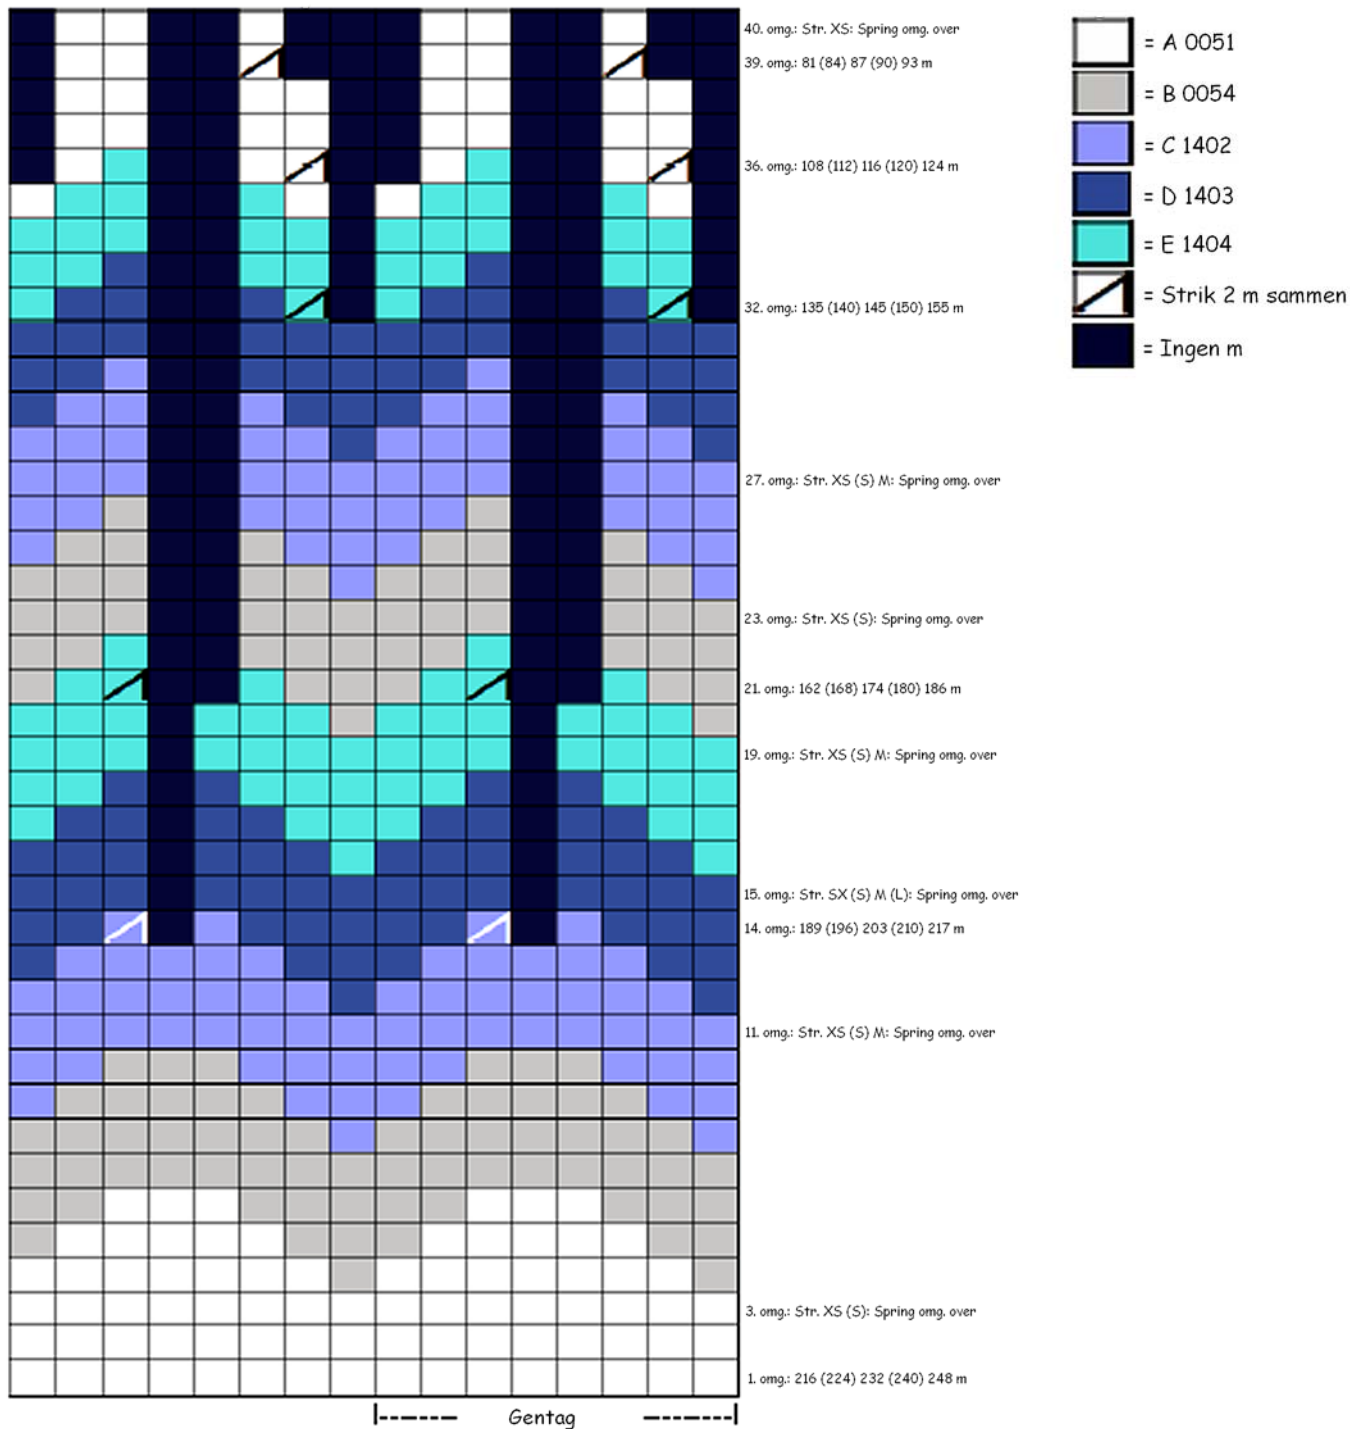 40. omg.: Str. XS: Spring omg. over
39. omg.: 81 (84) 87 (90) 93 m
36. omg.: 108 (112) 116 (120) 124 m
32. omg.: 135 (140) 145 (150) 155 m
27. omg.: Str. XS (S) M: Spring omg. over
23. omg.: Str. XS (S): Spring omg. over
21. omg.: 162 (168) 174 (180) 186 m
19. omg.: Str. XS (S) M: Spring omg. over
15. omg.: Str. SX (S) M (L): Spring omg. over
14. omg.: 189 (196) 203 (210) 217 m
11. omg.: Str. XS (S) M: Spring omg. over
3. omg.: Str. XS (S): Spring omg. over
1. omg.: 216 (224) 232 (240) 248 m
Gentag
= A 0051
= B 0054
= C 1402
= D 1403
= E 1404
= Strik 2 m sammen
= Ingen m